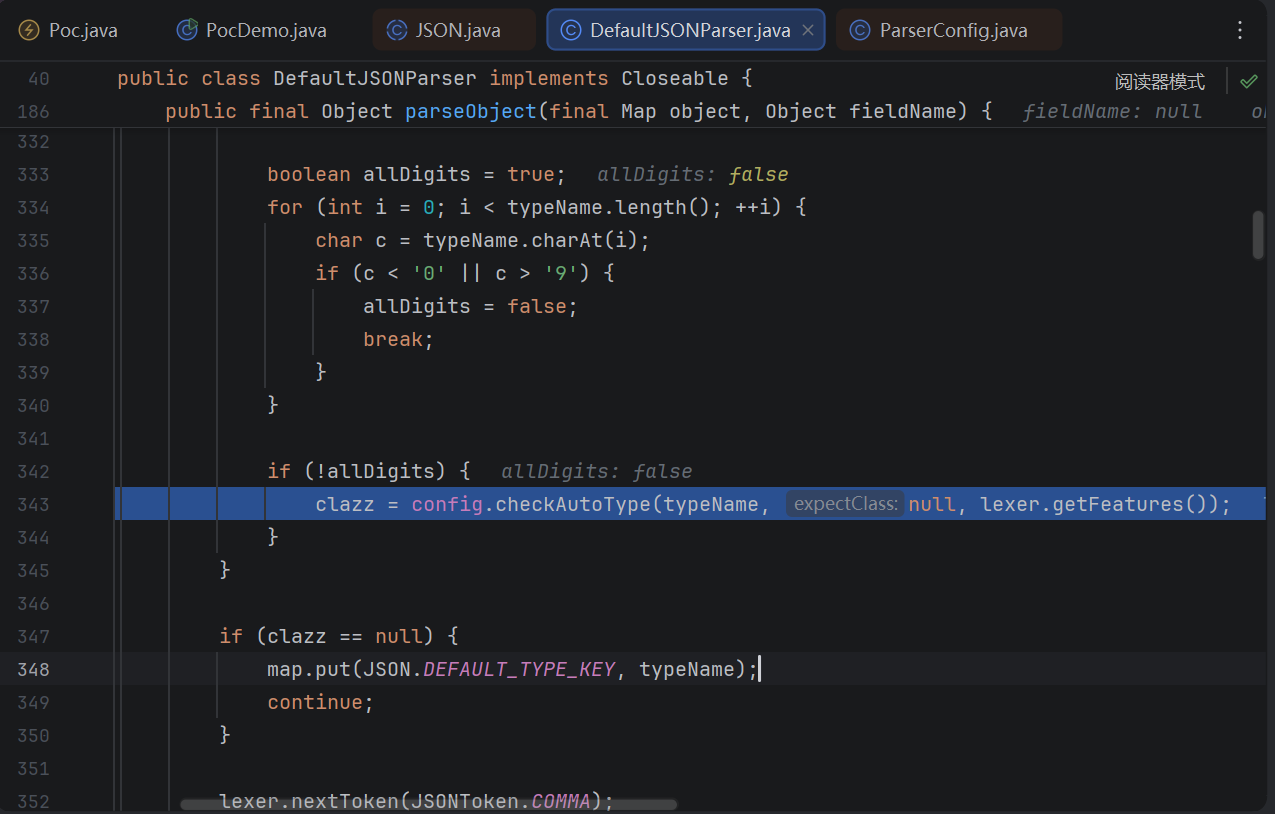 Poc.java PocDemo.java JSON.java DefaultJSONParser.java ParserConfig.java
40 public class DefaultJSONParser implements Closeable { 阅读器模式
186 public final Object parseObject(final Map object, Object fieldName) { fieldName: null
332
333 boolean allDigits = true; allDigits: false
334 for (int i = 0; i < typeName.length(); ++i) {
335 char c = typeName.charAt(i);
336 if (c < '0' || c > '9') {
337 allDigits = false;
338 break;
339 }
340 }
341
342 if (!allDigits) { allDigits: false
343 clazz = config.checkAutoType(typeName, expectClass: null, lexer.getFeatures());
344 }
345 }
346
347 if (clazz == null) {
348 map.put(JSON.DEFAULT_TYPE_KEY, typeName);
349 continue;
350 }
351
352 lexer.nextToken(JSONToken.COMMA);